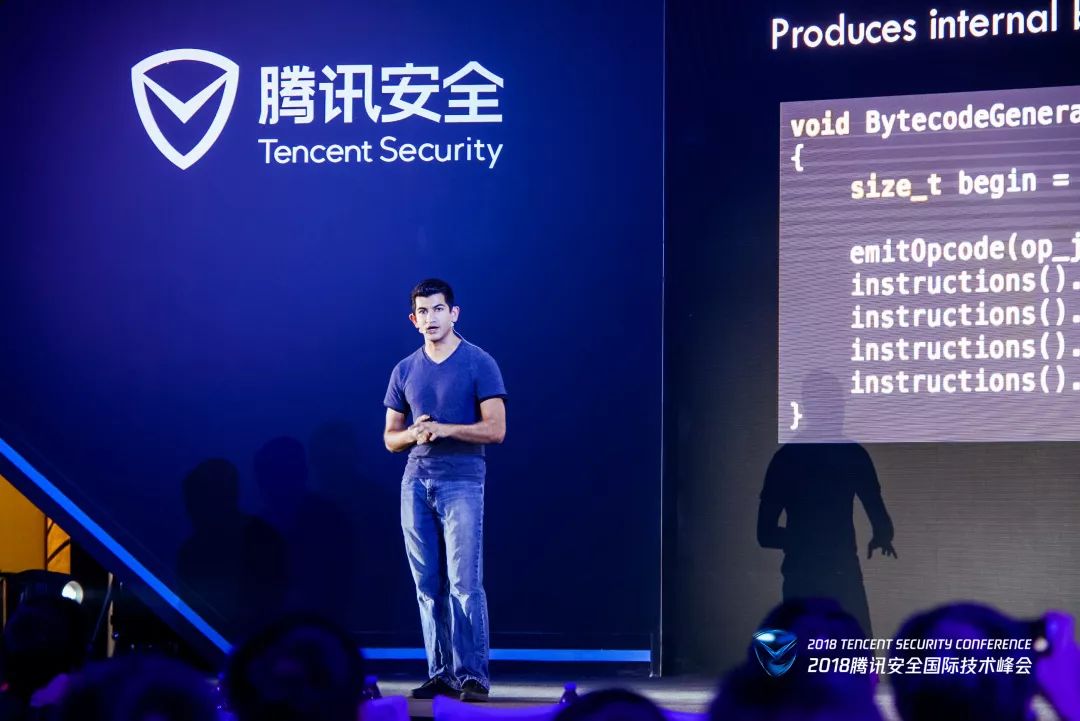 腾讯安全
Tencent Security
Produces internal
void BytecodeGenera
{
size_t begin =
emitOpcode(op_j
instructions().
instructions().
instructions().
instructions().
}
2018 TENCENT SECURITY CONFERENCE
2018腾讯安全国际技术峰会